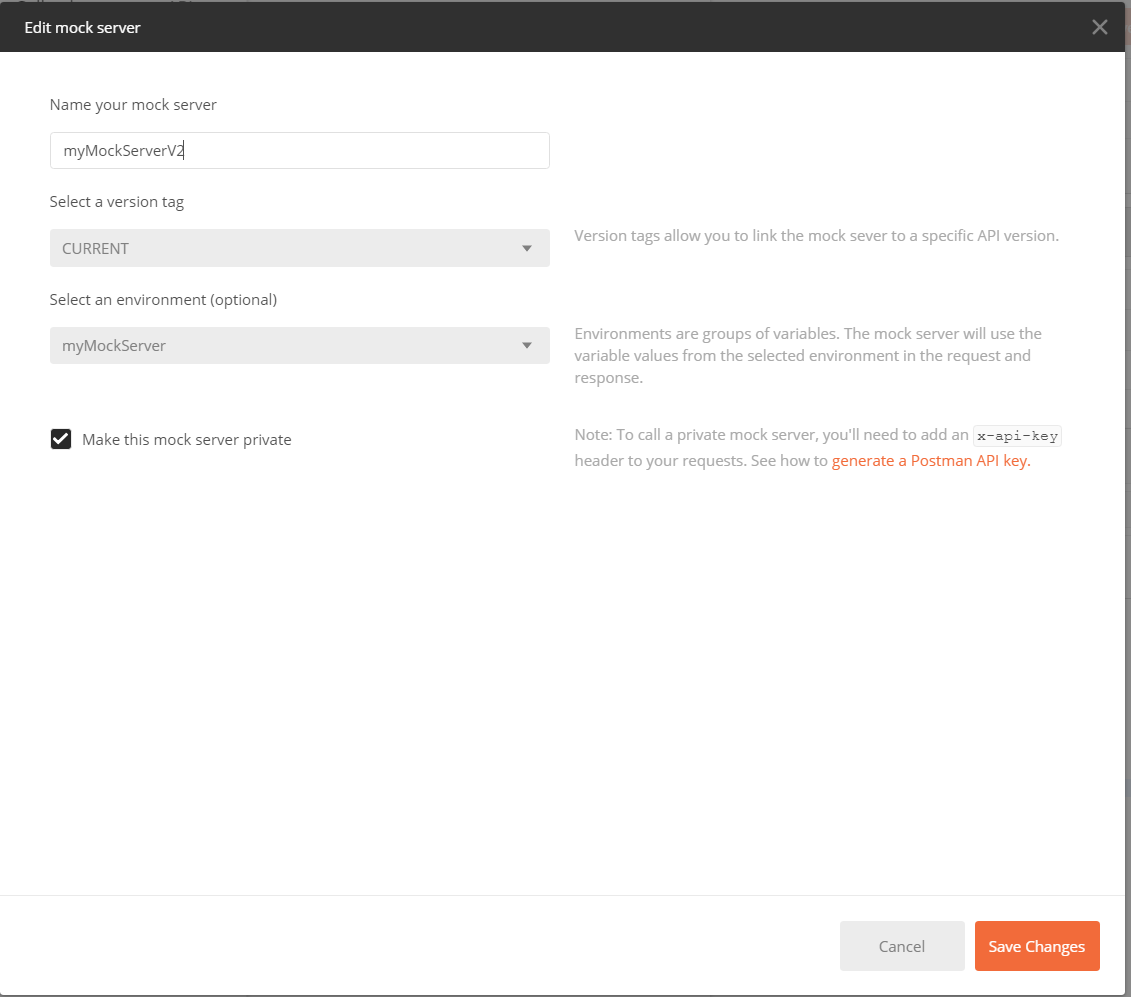 Edit mock server
Name your mock server
myMockServerV2
Select a version tag
CURRENT
Version tags allow you to link the mock sever to a specific API version.
Select an environment (optional)
myMockServer
Environments are groups of variables. The mock server will use the
variable values from the selected environment in the request and
response.
Make this mock server private
Note: To call a private mock server, you'll need to add an x-api-key
header to your requests. See how to generate a Postman API key.
Cancel
Save Changes